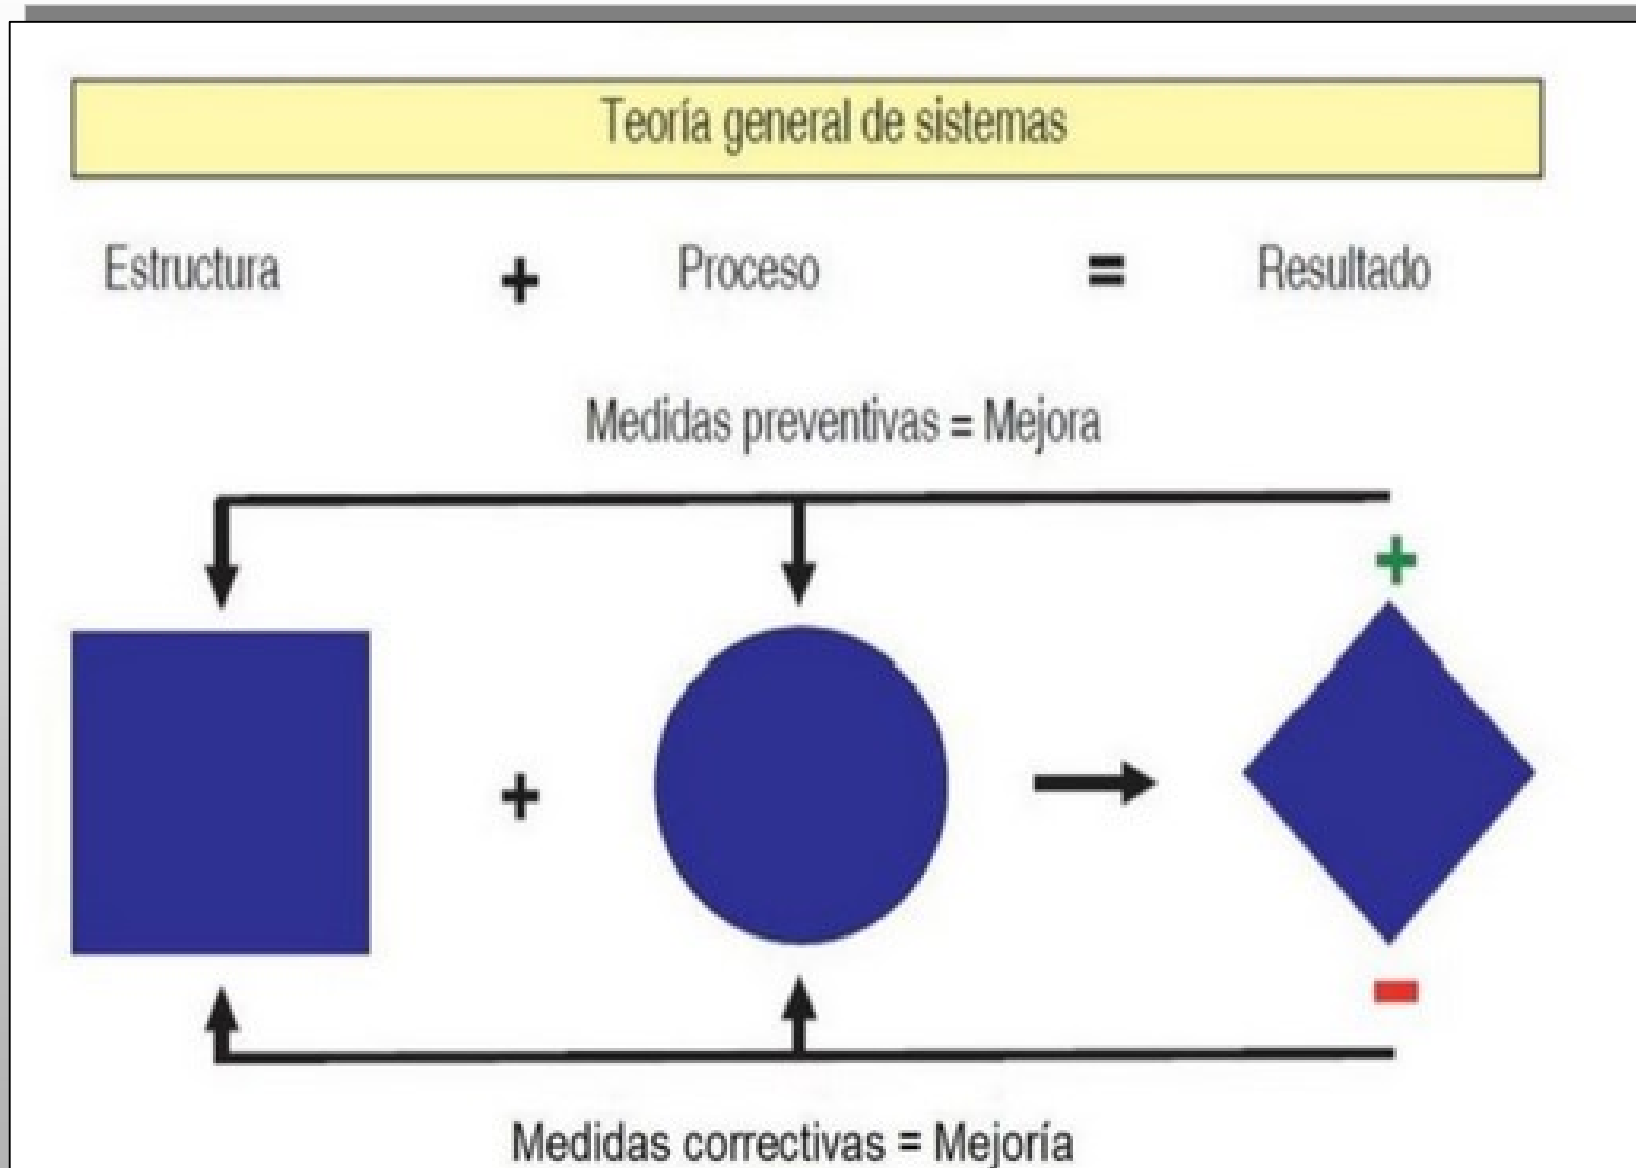 Teoría general de sistemas
Estructura + Proceso = Resultado
Medidas preventivas = Mejora
+
+
-
Medidas correctivas = Mejoría